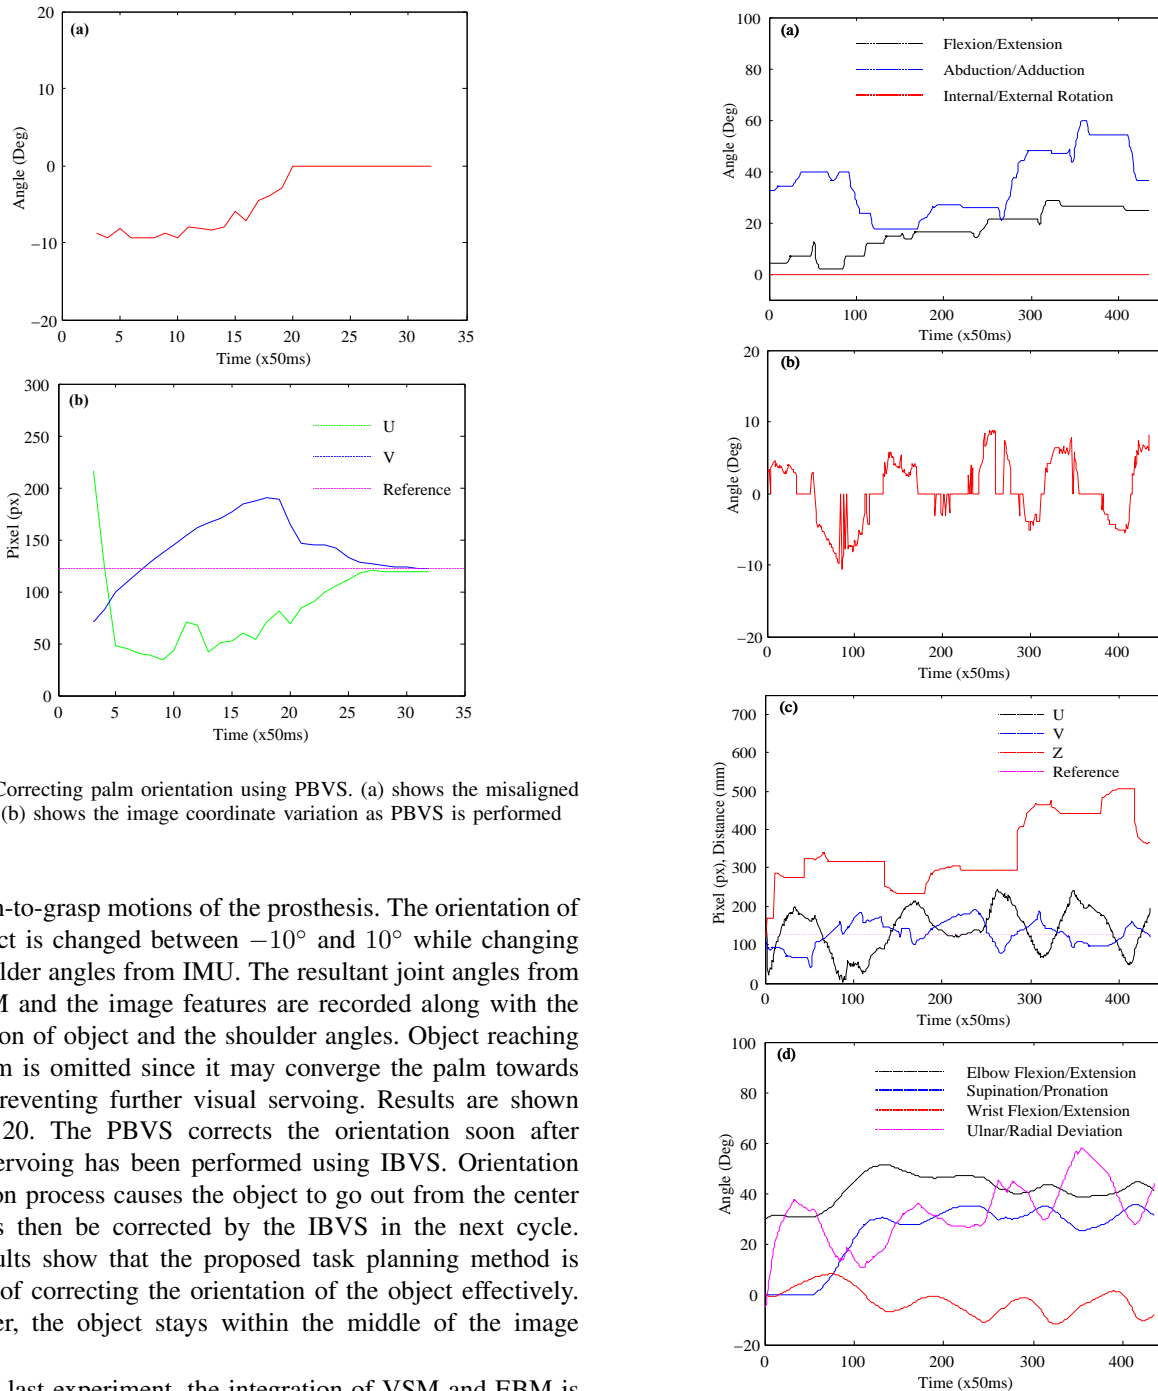 (a)
20
10
0
−10
−20
Angle (Deg)
0 5 10 15 20 25 30 35
Time (x50ms)
(b)
U
V
Reference
300
250
200
150
100
50
0
Pixel (px)
0 5 10 15 20 25 30 35
Time (x50ms)
Correcting palm orientation using PBVS. (a) shows the misaligned
(b) shows the image coordinate variation as PBVS is performed
n-to-grasp motions of the prosthesis. The orientation of
ct is changed between −10° and 10° while changing
lder angles from IMU. The resultant joint angles from
M and the image features are recorded along with the
ion of object and the shoulder angles. Object reaching
m is omitted since it may converge the palm towards
reventing further visual servoing. Results are shown
20. The PBVS corrects the orientation soon after
ervoing has been performed using IBVS. Orientation
on process causes the object to go out from the center
s then be corrected by the IBVS in the next cycle.
ults show that the proposed task planning method is
of correcting the orientation of the object effectively.
er, the object stays within the middle of the image
last experiment, the integration of VSM and EBM is
(a)
Flexion/Extension
Abduction/Adduction
Internal/External Rotation
100
80
60
40
20
0
Angle (Deg)
0 100 200 300 400
Time (x50ms)
(b)
20
10
0
−10
−20
Angle (Deg)
0 100 200 300 400
Time (x50ms)
(c)
U
V
Z
Reference
700
600
500
400
300
200
100
0
Pixel (px), Distance (mm)
0 100 200 300 400
Time (x50ms)
(d)
Elbow Flexion/Extension
Supination/Pronation
Wrist Flexion/Extension
Ulnar/Radial Deviation
100
80
60
40
20
0
−20
Angle (Deg)
0 100 200 300 400
Time (x50ms)